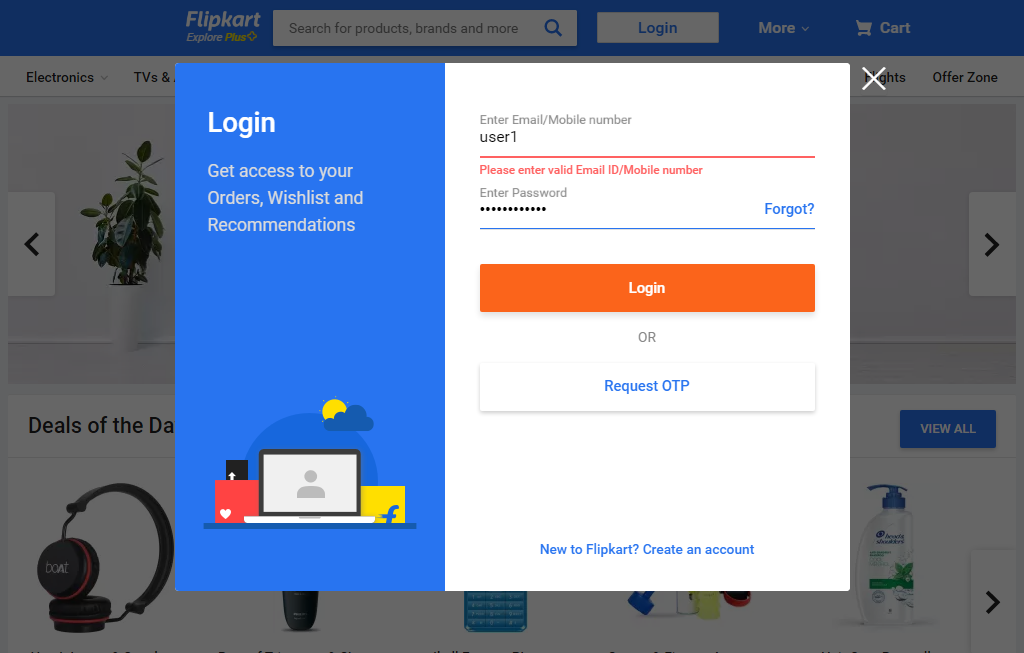 Flipkart
Explore Plus
Search for products, brands and more
Login
More
Cart
Electronics
TVs &
Offer Zone
Login
Get access to your
Orders, Wishlist and
Recommendations
Enter Email/Mobile number
user1
Please enter valid Email ID/Mobile number
Enter Password
••••••••••••
Forgot?
Login
OR
Request OTP
New to Flipkart? Create an account
Deals of the Da
VIEW ALL
boAt
head &
shoulders